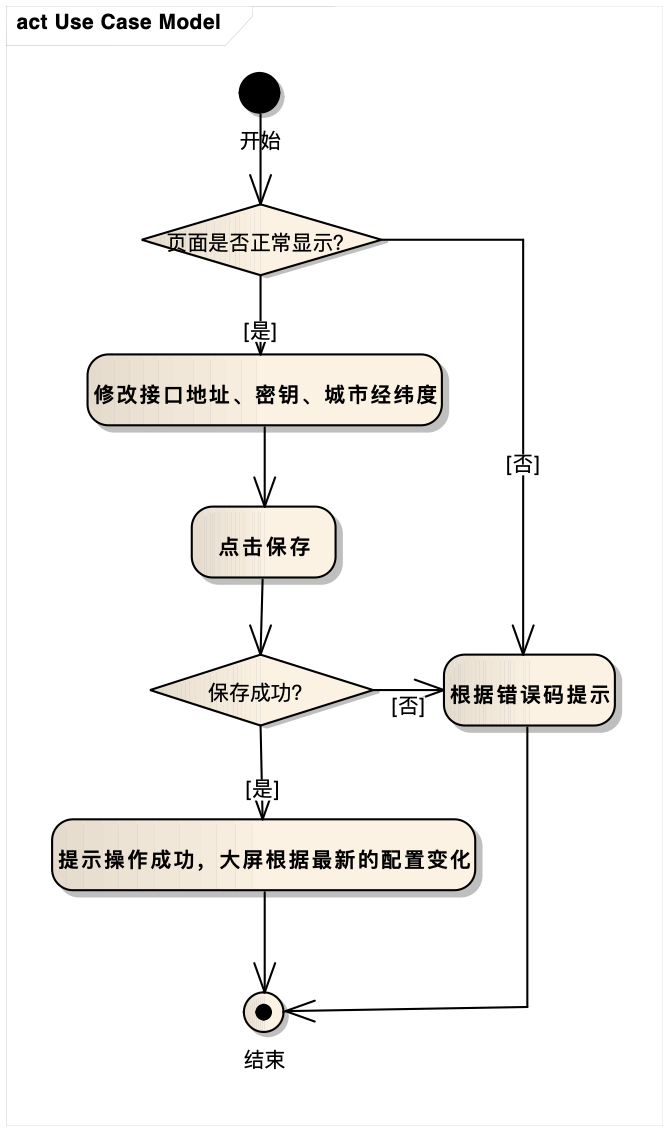 act Use Case Model
开始
页面是否正常显示?
[是]
修改接口地址、密钥、城市经纬度
[否]
点击保存
保存成功?
[否]
根据错误码提示
[是]
提示操作成功，大屏根据最新的配置变化
结束